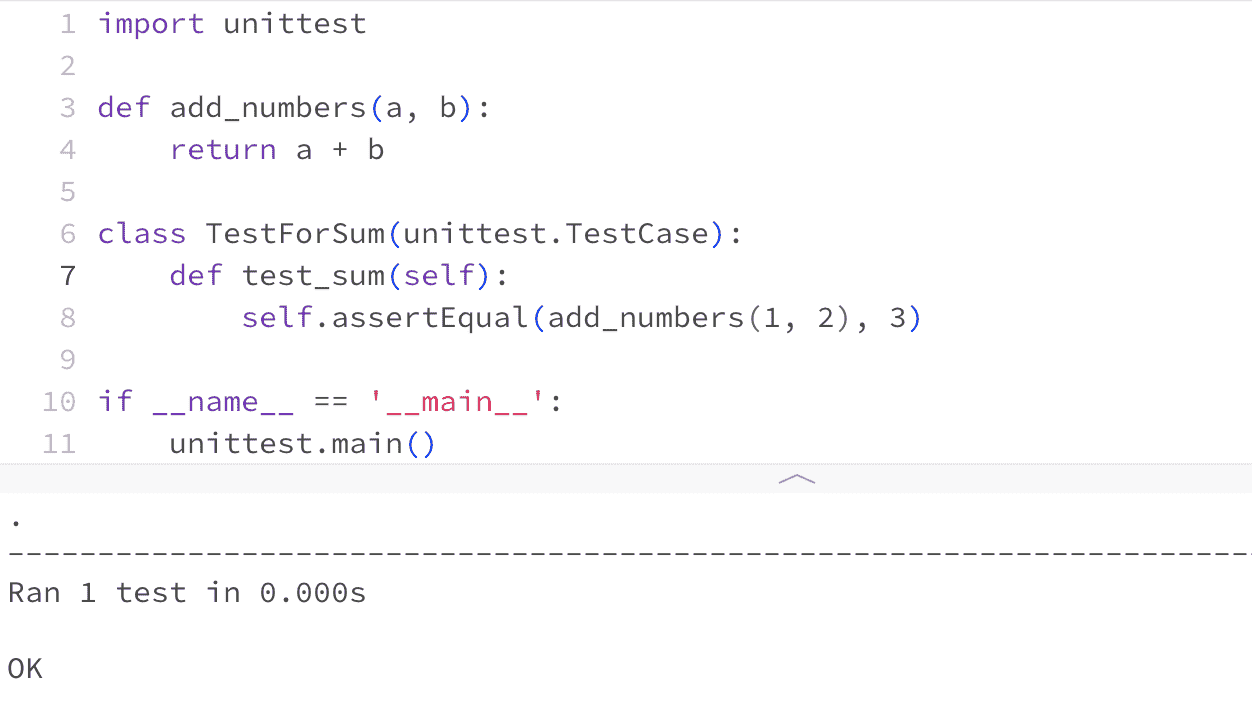 1 import unittest
2
3 def add_numbers(a, b):
4     return a + b
5
6 class TestForSum(unittest.TestCase):
7     def test_sum(self):
8         self.assertEqual(add_numbers(1, 2), 3)
9
10 if __name__ == '__main__':
11     unittest.main()
.
----------------------------------------------------------------------
Ran 1 test in 0.000s
OK